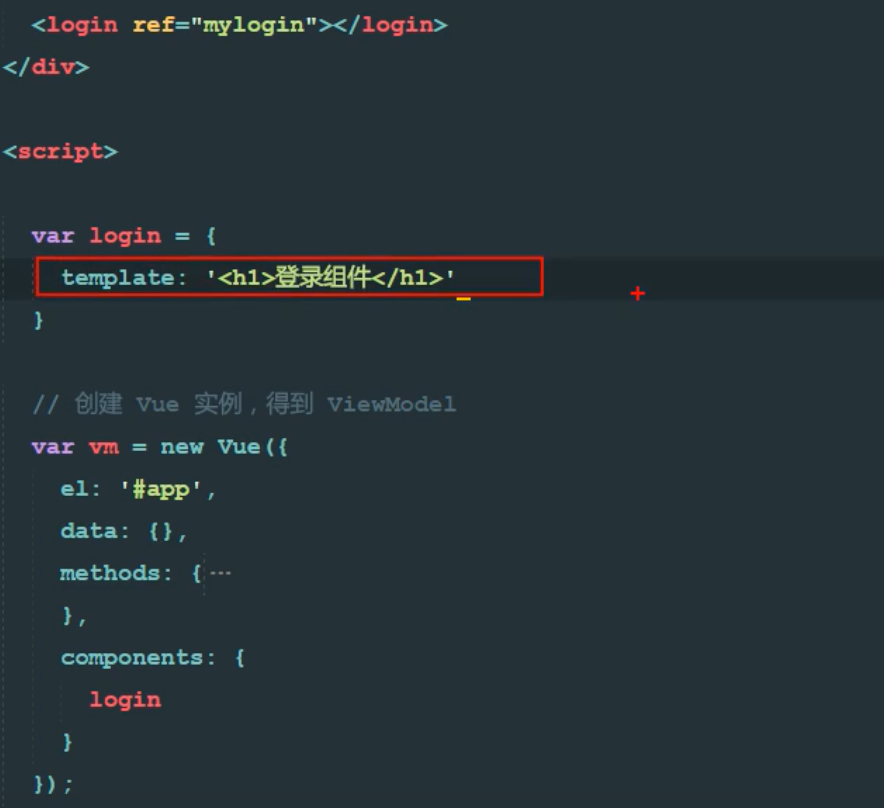 <login ref="mylogin"></login>
</div>
<script>
var login = {
template: '<h1>登录组件</h1>'
}
// 创建 Vue 实例，得到 ViewModel
var vm = new Vue({
el: '#app',
data: {},
methods: {···
},
components: {
login
}
});